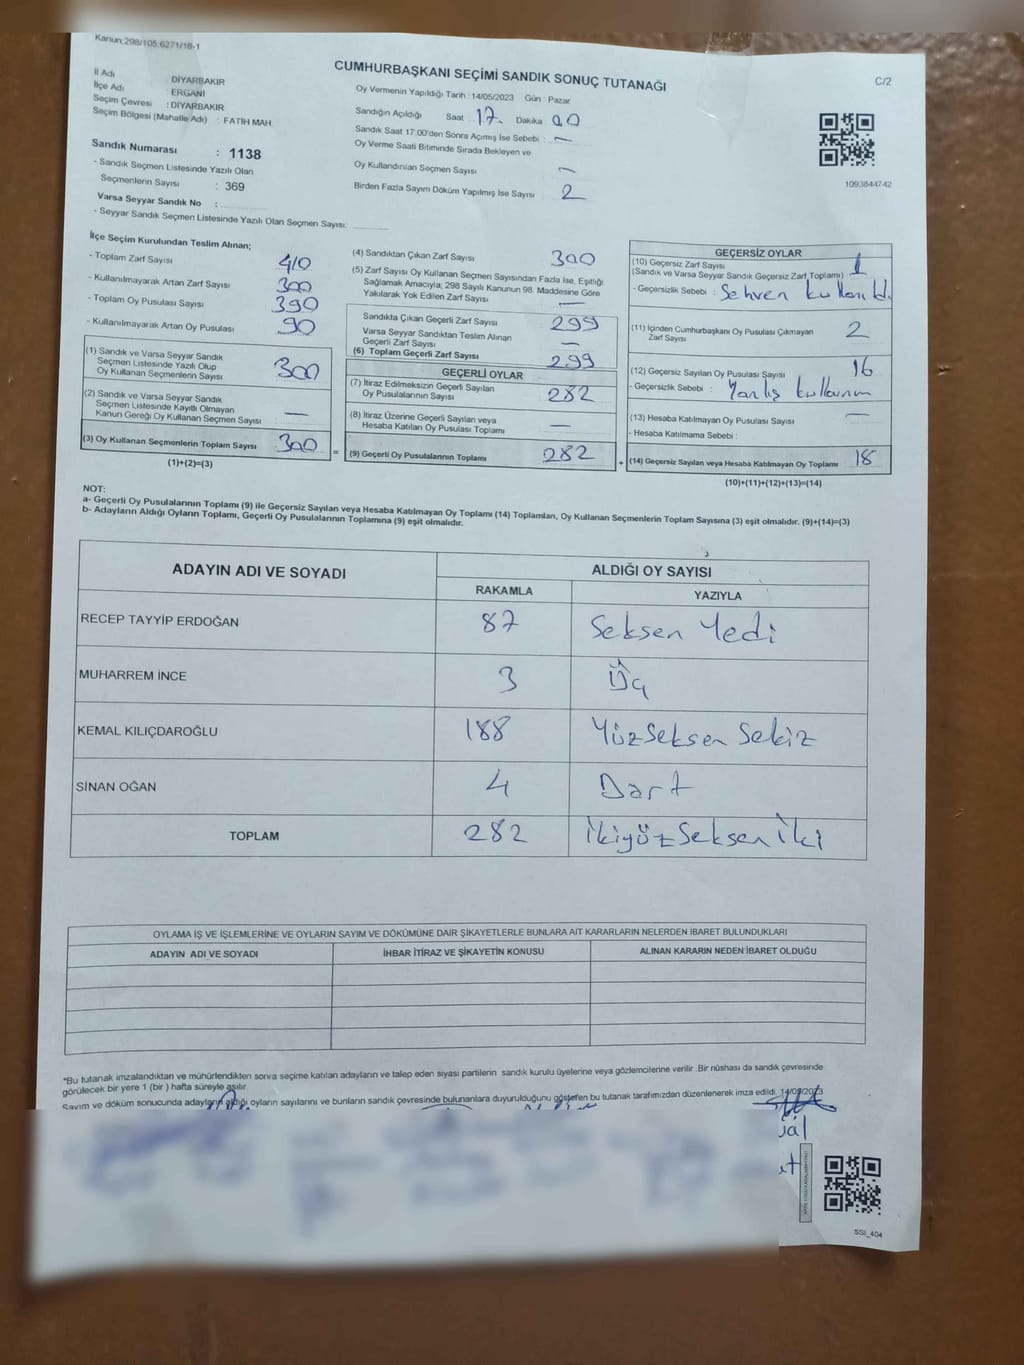 Kanun:298/105,6271/18-1
CUMHURBAŞKANI SEÇİMİ SANDIK SONUÇ TUTANAĞI
C/2
İl Adı DİYARBAKIR
İlçe Adı ERGANİ
Seçim Çevresi : DİYARBAKIR
Seçim Bölgesi (Mahalle Adı) : FATİH MAH.
Sandık Numarası : 1138
- Sandık Seçmen Listesinde Yazılı Olan
Seçmenlerin Sayısı : 369
Varsa Seyyar Sandık No :
- Seyyar Sandık Seçmen Listesinde Yazılı Olan Seçmen Sayısı:
Oy Vermenin Yapıldığı Tarih : 14/05/2023 Gün : Pazar
Sandığın Açıldığı Saat 17. Dakika 00
Sandık Saat 17:00'den Sonra Açımış İse Sebebi : —
Oy Verme Saati Bitiminde Sırada Bekleyen ve
Oy Kullandırılan Seçmen Sayısı —
Birden Fazla Sayım Döküm Yapılmış İse Sayısı 2
1093844742
İlçe Seçim Kurulundan Teslim Alınan;
- Toplam Zarf Sayısı 410
- Kullanılmayarak Artan Zarf Sayısı 300
- Toplam Oy Pusulası Sayısı 390
- Kullanılmayarak Artan Oy Pusulası 90
(1) Sandık ve Varsa Seyyar Sandık
Seçmen Listesinde Yazılı Olup
Oy Kullanan Seçmenlerin Sayısı 300
(2) Sandık ve Varsa Seyyar Sandık
Seçmen Listesinde Kayıtlı Olmayan
Kanun Gereği Oy Kullanan Seçmen Sayısı —
(3) Oy Kullanan Seçmenlerin Toplam Sayısı 300
(1)+(2)=(3)
=
(4) Sandıktan Çıkan Zarf Sayısı 300
(5) Zarf Sayısı Oy Kullanan Seçmen Sayısından Fazla İse, Eşitliği
Sağlamak Amacıyla; 298 Sayılı Kanunun 98. Maddesine Göre
Yakılarak Yok Edilen Zarf Sayısı —
Sandıkta Çıkan Geçerli Zarf Sayısı 299
Varsa Seyyar Sandıktan Teslim Alınan
Geçerli Zarf Sayısı —
(6) Toplam Geçerli Zarf Sayısı 299
GEÇERLİ OYLAR
(7) İtiraz Edilmeksizin Geçerli Sayılan
Oy Pusulalarının Sayısı 282
(8) İtiraz Üzerine Geçerli Sayılan veya
Hesaba Katılan Oy Pusulası Toplamı —
(9) Geçerli Oy Pusulalarının Toplamı 282
+
GEÇERSİZ OYLAR
(10) Geçersiz Zarf Sayısı 1
(Sandık ve Varsa Seyyar Sandık Geçersiz Zarf Toplamı)
- Geçersizlik Sebebi : Sehven
(11) İçinden Cumhurbaşkanı Oy Pusulası Çıkmayan
Zarf Sayısı 2
(12) Geçersiz Sayılan Oy Pusulası Sayısı 16
- Geçersizlik Sebebi : Yanlış kullanım
(13) Hesaba Katılmayan Oy Pusulası Sayısı —
- Hesaba Katılmama Sebebi :
(14) Geçersiz Sayılan veya Hesaba Katılmayan Oy Toplamı 18
(10)+(11)+(12)+(13)=(14)
NOT:
a- Geçerli Oy Pusulalarının Toplamı (9) ile Geçersiz Sayılan veya Hesaba Katılmayan Oy Toplamı (14) Toplamları, Oy Kullanan Seçmenlerin Toplam Sayısına (3) eşit olmalıdır. (9)+(14)=(3)
b- Adayların Aldığı Oyların Toplamı, Geçerli Oy Pusulalarının Toplamına (9) eşit olmalıdır.
ADAYIN ADI VE SOYADI ALDIĞI OY SAYISI
RAKAMLA YAZIYLA
RECEP TAYYİP ERDOĞAN 87 Seksen Yedi
MUHARREM İNCE 3 Üç
KEMAL KILIÇDAROĞLU 188 Yüz Seksen Sekiz
SİNAN OĞAN 4 Dört
TOPLAM 282 İkiyüz Seksen İki
OYLAMA İŞ VE İŞLEMLERİNE VE OYLARIN SAYIM VE DÖKÜMÜNE DAİR ŞİKAYETLERLE BUNLARA AİT KARARLARIN NELERDEN İBARET BULUNDUKLARI
ADAYIN ADI VE SOYADI İHBAR İTİRAZ VE ŞİKAYETİN KONUSU ALINAN KARARIN NEDEN İBARET OLDUĞU
*Bu tutanak imzalandıktan ve mühürlendikten sonra seçime katılan adayların ve talep eden siyasi partilerin sandık kurulu üyelerine veya gözlemcilerine verilir. Bir nüshası da sandık çevresinde
görülecek bir yere 1 (bir ) hafta süreyle asılır.
Sayım ve döküm sonucunda adayların aldığı oyların sayılarını ve bunların sandık çevresinde bulunanlara duyurulduğunu gösteren bu tutanak tarafımızdan düzenlenerek imza edildi. 14/05/2023
SSI_404